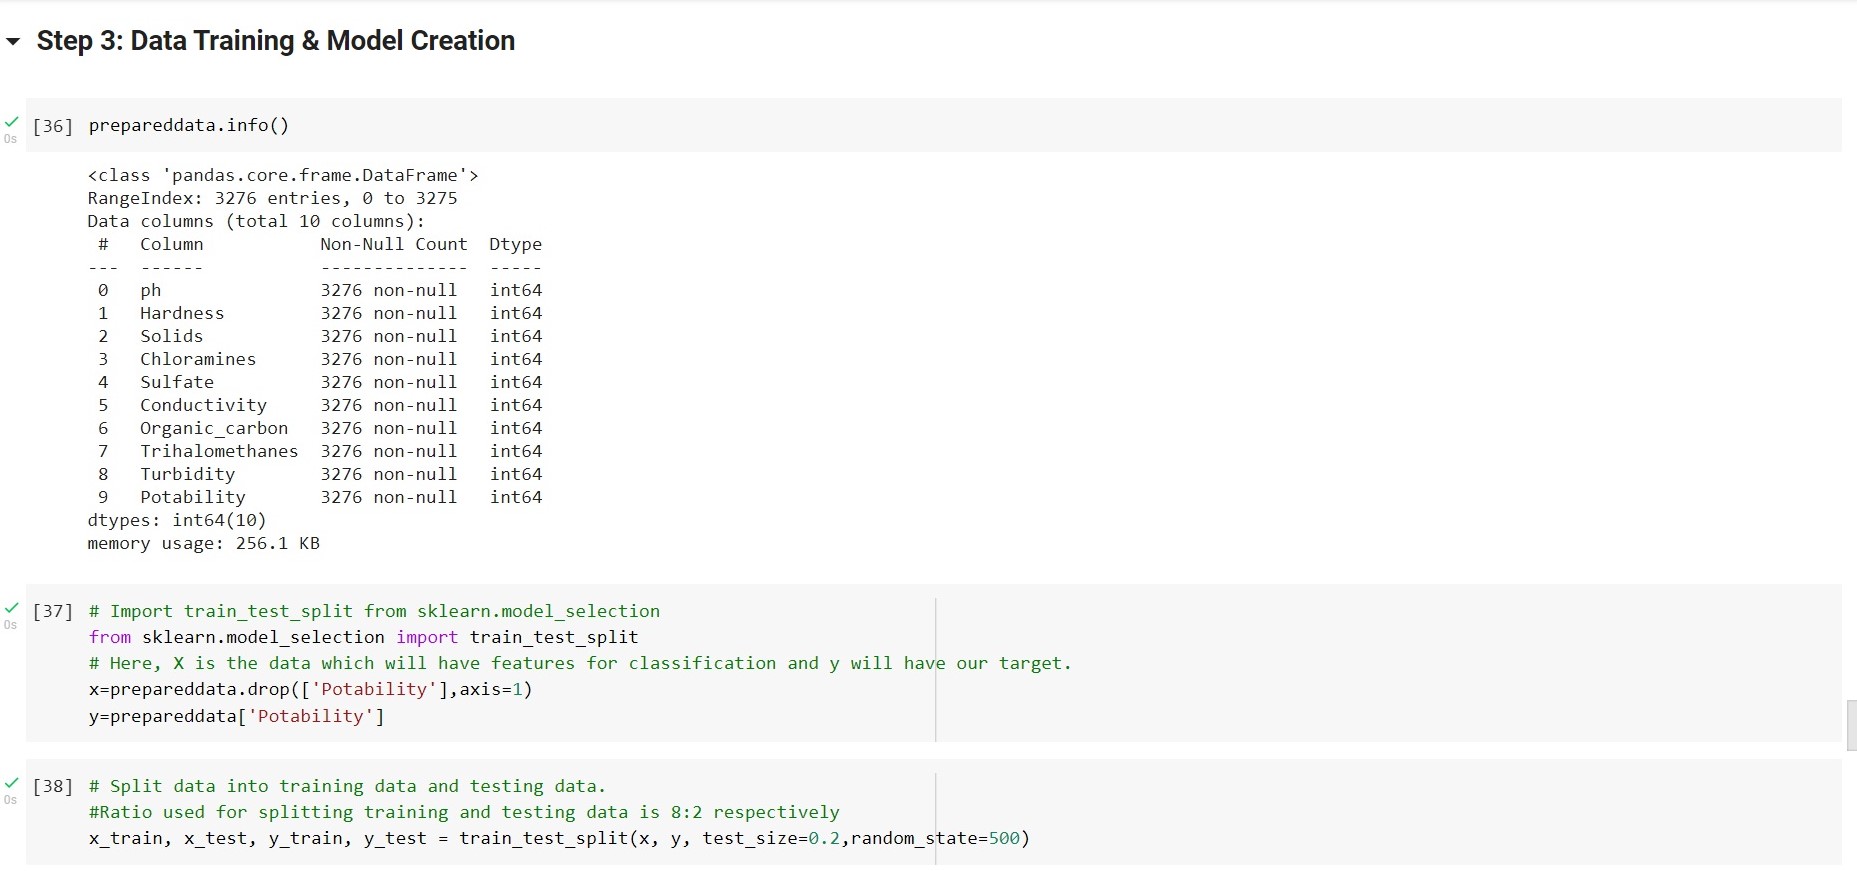 Step 3: Data Training & Model Creation
0s
[36] prepareddata.info()
<class 'pandas.core.frame.DataFrame'>
RangeIndex: 3276 entries, 0 to 3275
Data columns (total 10 columns):
 #   Column           Non-Null Count  Dtype
---  ------           --------------  -----
 0   ph               3276 non-null   int64
 1   Hardness         3276 non-null   int64
 2   Solids           3276 non-null   int64
 3   Chloramines      3276 non-null   int64
 4   Sulfate          3276 non-null   int64
 5   Conductivity     3276 non-null   int64
 6   Organic_carbon   3276 non-null   int64
 7   Trihalomethanes  3276 non-null   int64
 8   Turbidity        3276 non-null   int64
 9   Potability       3276 non-null   int64
dtypes: int64(10)
memory usage: 256.1 KB
0s
[37] # Import train_test_split from sklearn.model_selection
from sklearn.model_selection import train_test_split
# Here, X is the data which will have features for classification and y will have our target.
x=prepareddata.drop(['Potability'],axis=1)
y=prepareddata['Potability']
0s
[38] # Split data into training data and testing data.
#Ratio used for splitting training and testing data is 8:2 respectively
x_train, x_test, y_train, y_test = train_test_split(x, y, test_size=0.2,random_state=500)